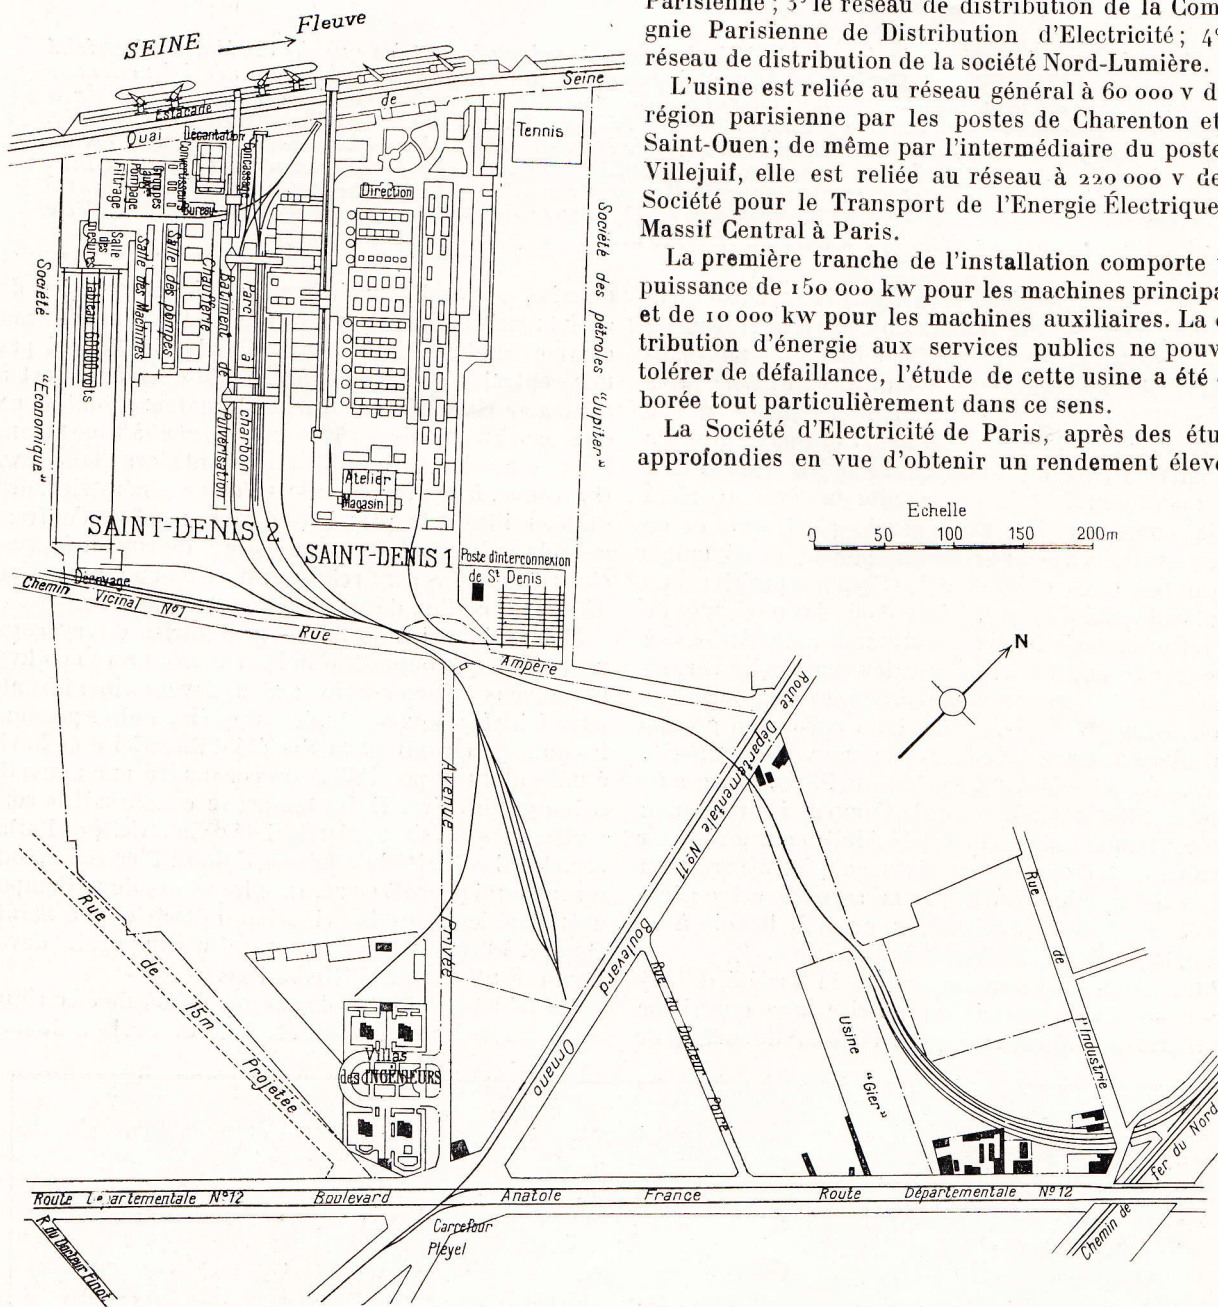 Parisienne ; 3° le réseau de distribution de la Com
gnie Parisienne de Distribution d'Electricité ; 4°
réseau de distribution de la société Nord-Lumière.
L'usine est reliée au réseau général à 60 000 v d
région parisienne par les postes de Charenton et
Saint-Ouen ; de même par l'intermédiaire du poste
Villejuif, elle est reliée au réseau à 220 000 v de
Société pour le Transport de l'Energie Électrique
Massif Central à Paris.
La première tranche de l'installation comporte
puissance de 150 000 kw pour les machines principa
et de 10 000 kw pour les machines auxiliaires. La
tribution d'énergie aux services publics ne pouv
tolérer de défaillance, l'étude de cette usine a été
borée tout particulièrement dans ce sens.
La Société d'Electricité de Paris, après des étu
approfondies en vue d'obtenir un rendement élevé
SEINE
Fleuve
Estacade
Quai
de
Seine
Décantation
Convertisseurs
Concassage
Pompage
Filtrage
Bureau
Direction
Tennis
Salle
des
mesures
Tableau 60000 volts
Salle des Machines
Salle des pompes
Chaufferie
Bâtiment de Pulvérisation
Parc à charbon
Société "Economique"
Société des pétroles "Jupiter"
Atelier
Magasin
SAINT-DENIS 2
SAINT-DENIS 1
Poste d'interconnexion
de St Denis
Echelle
0 50 100 150 200m
Décuvage
Chemin Vicinal N°1
Rue
Ampère
N
Route Départementale N°11
Boulevard
Ornano
Avenue Privée
Rue de 15m Projetée
Villas
des INGÉNIEURS
Rue du Docteur Poiré
Usine "Gier"
Rue de l'Industrie
Chemin de fer du Nord
Route Départementale N°12 Boulevard Anatole France Route Départementale N°12
Carrefour
Pleyel
R. du Docteur Finot